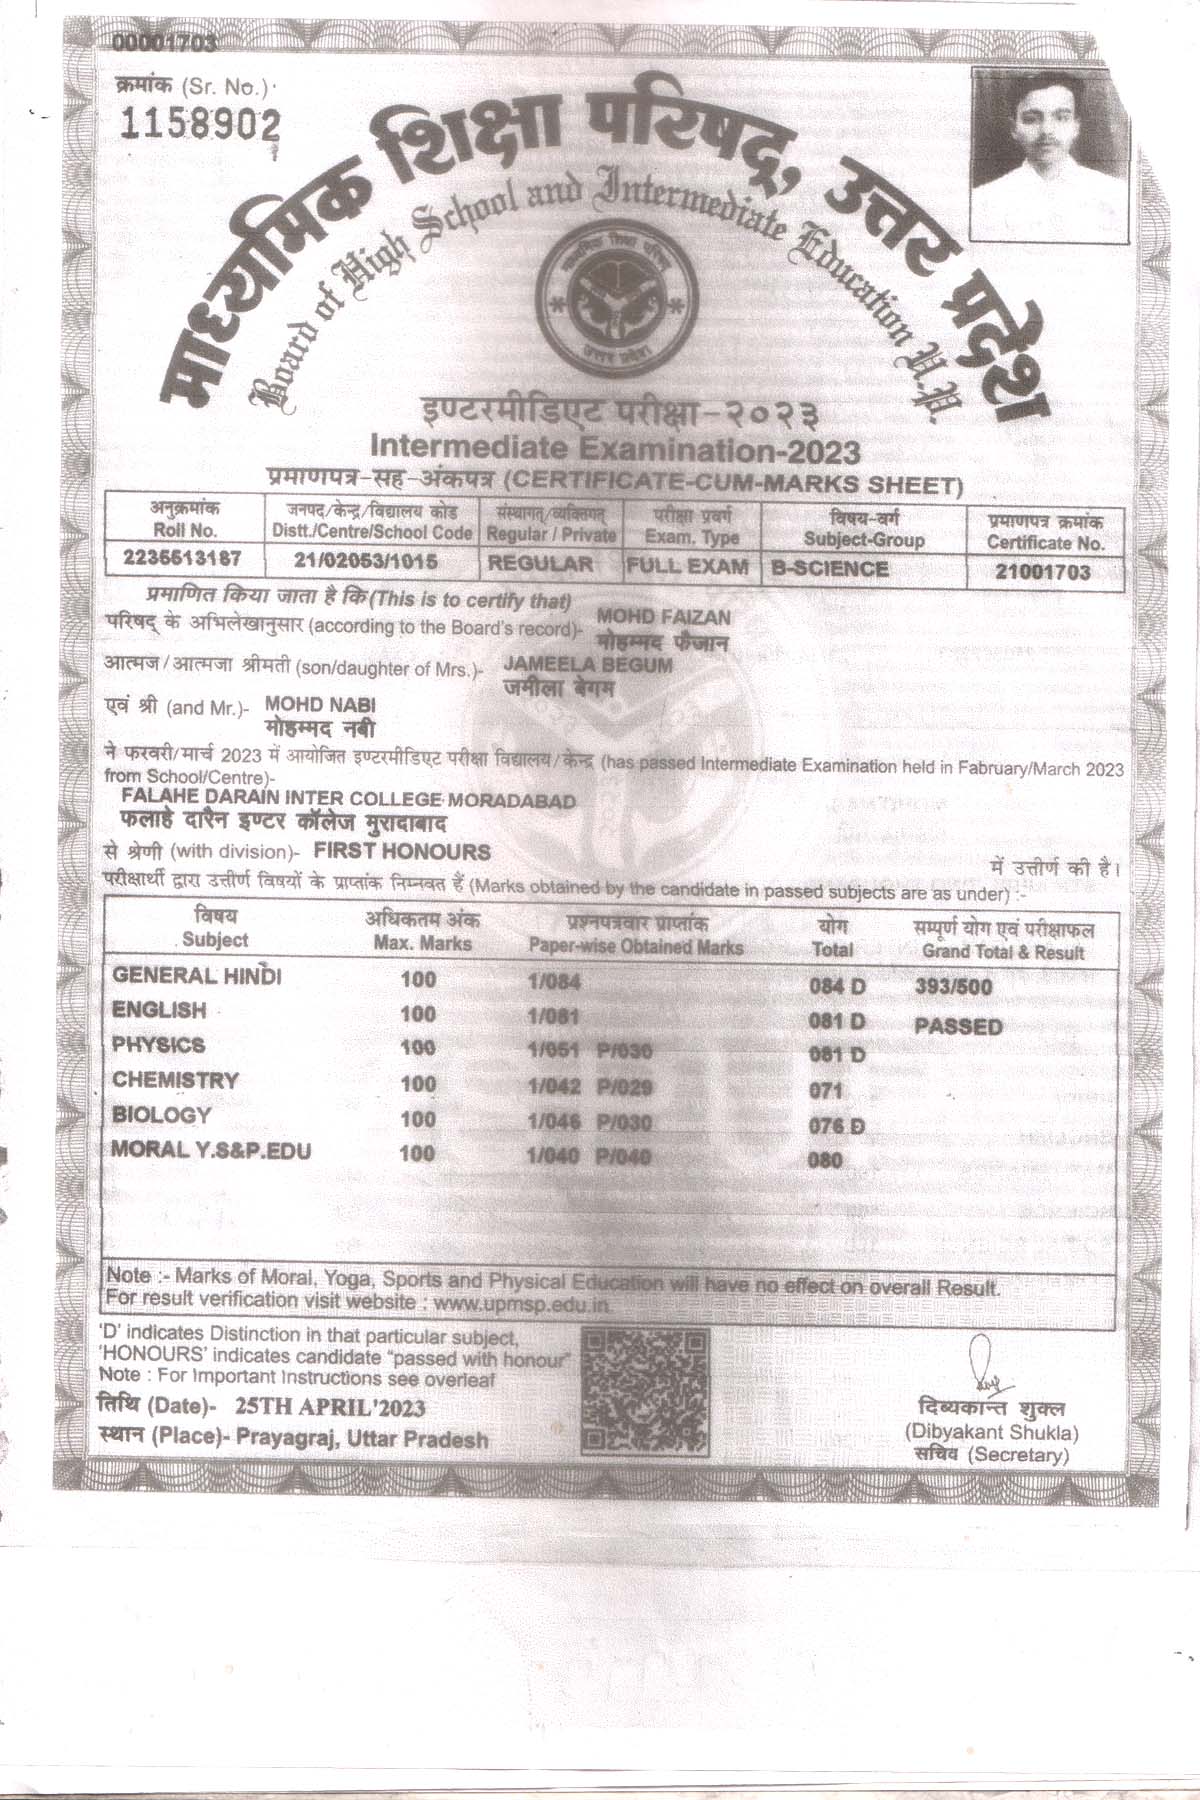 00001703
क्रमांक (Sr. No.)
1158902
माध्यमिक शिक्षा परिषद्, उत्तर प्रदेश
Board of High School and Intermediate Education U.P.
माध्यमिक शिक्षा परिषद
उत्तर प्रदेश
इण्टरमीडिएट परीक्षा-२०२३
Intermediate Examination-2023
प्रमाणपत्र-सह-अंकपत्र (CERTIFICATE-CUM-MARKS SHEET)
अनुक्रमांक जनपद/केन्द्र/विद्यालय कोड संस्थागत/व्यक्तिगत परीक्षा प्रवर्ग विषय-वर्ग प्रमाणपत्र क्रमांक
Roll No. Distt./Centre/School Code Regular / Private Exam. Type Subject-Group Certificate No.
2235513187 21/02053/1015 REGULAR FULL EXAM B-SCIENCE 21001703
प्रमाणित किया जाता है कि (This is to certify that)
परिषद् के अभिलेखानुसार (according to the Board's record)- MOHD FAIZAN
मोहम्मद फैजान
आत्मज/आत्मजा श्रीमती (son/daughter of Mrs.)- JAMEELA BEGUM
जमीला बेगम
एवं श्री (and Mr.)- MOHD NABI
मोहम्मद नबी
ने फरवरी/मार्च 2023 में आयोजित इण्टरमीडिएट परीक्षा विद्यालय/केन्द्र (has passed Intermediate Examination held in Fabruary/March 2023
from School/Centre)-
FALAHE DARAIN INTER COLLEGE MORADABAD
फलाहे दारैन इण्टर कॉलेज मुरादाबाद
से श्रेणी (with division)- FIRST HONOURS में उत्तीर्ण की है।
परीक्षार्थी द्वारा उत्तीर्ण विषयों के प्राप्तांक निम्नवत हैं (Marks obtained by the candidate in passed subjects are as under) :-
विषय अधिकतम अंक प्रश्नपत्रवार प्राप्तांक योग सम्पूर्ण योग एवं परीक्षाफल
Subject Max. Marks Paper-wise Obtained Marks Total Grand Total & Result
GENERAL HINDI 100 1/084 084 D 393/500
ENGLISH 100 1/081 081 D PASSED
PHYSICS 100 1/051 P/030 081 D
CHEMISTRY 100 1/042 P/029 071
BIOLOGY 100 1/046 P/030 076 D
MORAL Y.S&P.EDU 100 1/040 P/040 080
Note :- Marks of Moral, Yoga, Sports and Physical Education will have no effect on overall Result.
For result verification visit website : www.upmsp.edu.in
'D' indicates Distinction in that particular subject,
'HONOURS' indicates candidate "passed with honour"
Note : For Important Instructions see overleaf
तिथि (Date)- 25TH APRIL'2023
स्थान (Place)- Prayagraj, Uttar Pradesh
दिव्यकान्त शुक्ल
(Dibyakant Shukla)
सचिव (Secretary)